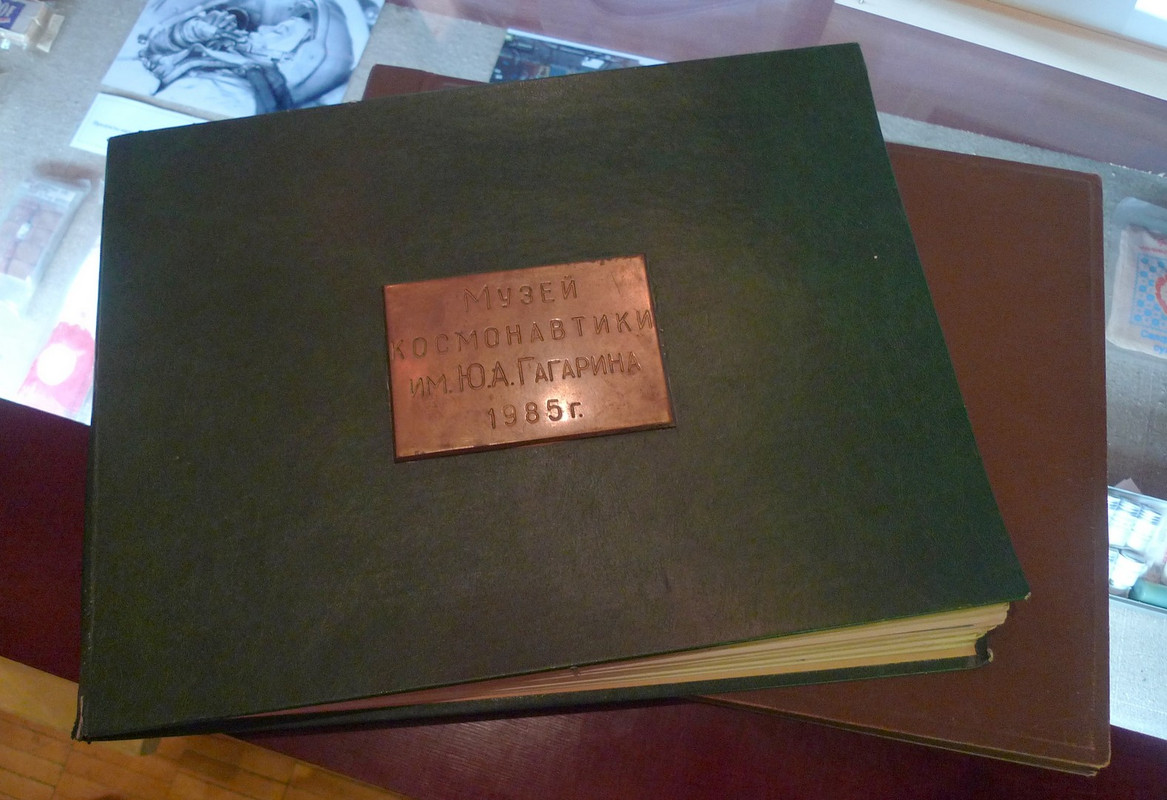 Музей
космонавтики
им. Ю.А. Гагарина
1985г.